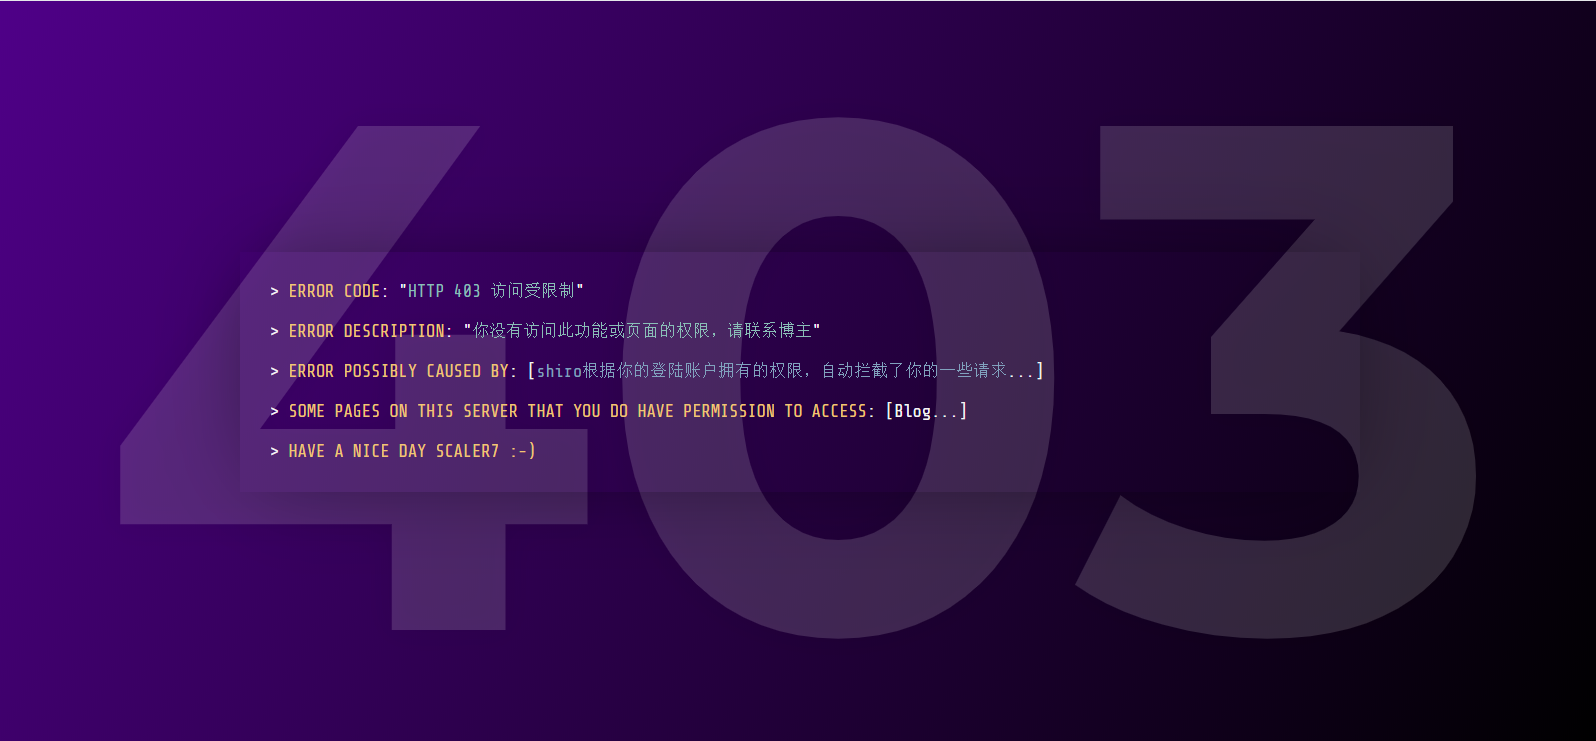 403
> ERROR CODE: "HTTP 403 访问受限制"
> ERROR DESCRIPTION: "你没有访问此功能或页面的权限，请联系博主"
> ERROR POSSIBLY CAUSED BY: [shiro根据你的登陆账户拥有的权限，自动拦截了你的一些请求...]
> SOME PAGES ON THIS SERVER THAT YOU DO HAVE PERMISSION TO ACCESS: [Blog...]
> HAVE A NICE DAY SCALER7 :-)